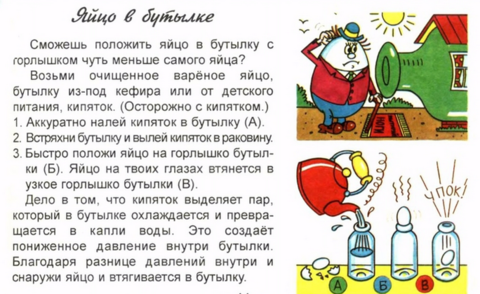 Яйцо в бутылке
Сможешь положить яйцо в бутылку с
горлышком чуть меньше самого яйца?
Возьми очищенное варёное яйцо,
бутылку из-под кефира или от детского
питания, кипяток. (Осторожно с кипятком.)
1. Аккуратно налей кипяток в бутылку (А).
2. Встряхни бутылку и вылей кипяток в раковину.
3. Быстро положи яйцо на горлышко бутыл-
ки (Б). Яйцо на твоих глазах втянется в
узкое горлышко бутылки (В).
Дело в том, что кипяток выделяет пар,
который в бутылке охлаждается и превра-
щается в капли воды. Это создаёт
пониженное давление внутри бутылки.
Благодаря разнице давлений внутри и
снаружи яйцо и втягивается в бутылку.
ЧПОК!
А Б В